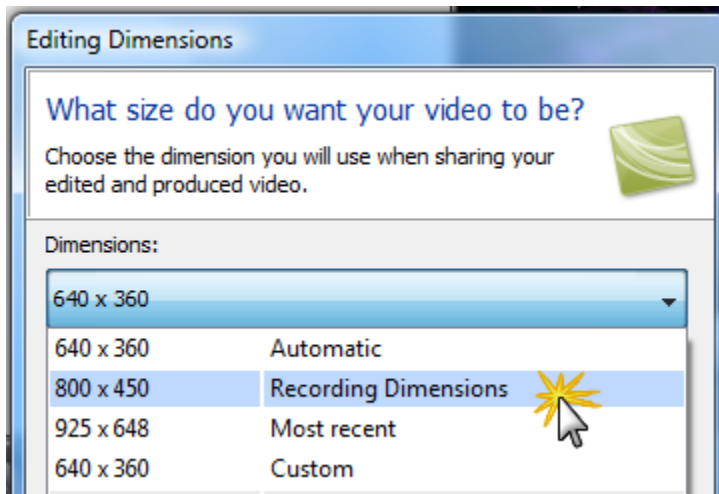 Editing Dimensions
What size do you want your video to be?
Choose the dimension you will use when sharing your
edited and produced video.
Dimensions:
640 x 360
640 x 360 Automatic
800 x 450 Recording Dimensions
925 x 648 Most recent
640 x 360 Custom